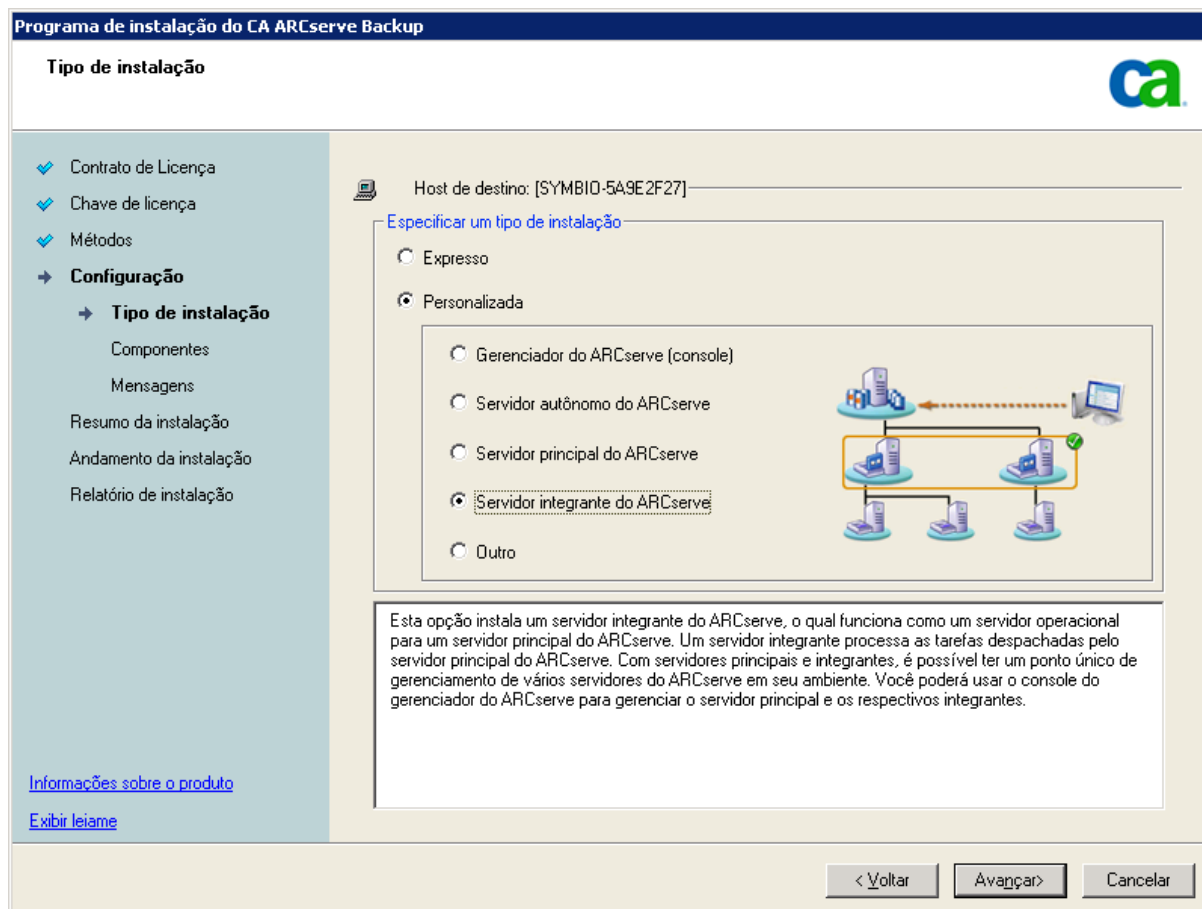 Programa de instalação do CA ARCserve Backup
Tipo de instalação
ca
Contrato de Licença
Chave de licença
Métodos
Configuração
Tipo de instalação
Componentes
Mensagens
Resumo da instalação
Andamento da instalação
Relatório de instalação
Informações sobre o produto
Exibir leiame
Host de destino: [SYMBIO-5A9E2F27]
Especificar um tipo de instalação
Expresso
Personalizada
Gerenciador do ARCserve (console)
Servidor autônomo do ARCserve
Servidor principal do ARCserve
Servidor integrante do ARCserve
Outro
Esta opção instala um servidor integrante do ARCserve, o qual funciona como um servidor operacional
para um servidor principal do ARCserve. Um servidor integrante processa as tarefas despachadas pelo
servidor principal do ARCserve. Com servidores principais e integrantes, é possível ter um ponto único de
gerenciamento de vários servidores do ARCserve em seu ambiente. Você poderá usar o console do
gerenciador do ARCserve para gerenciar o servidor principal e os respectivos integrantes.
< Voltar
Avançar>
Cancelar